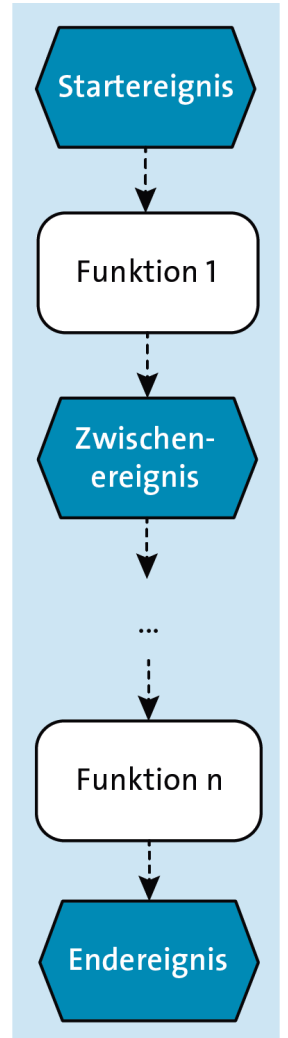 Startereignis
Funktion 1
Zwischen-
ereignis
...
Funktion n
Endereignis